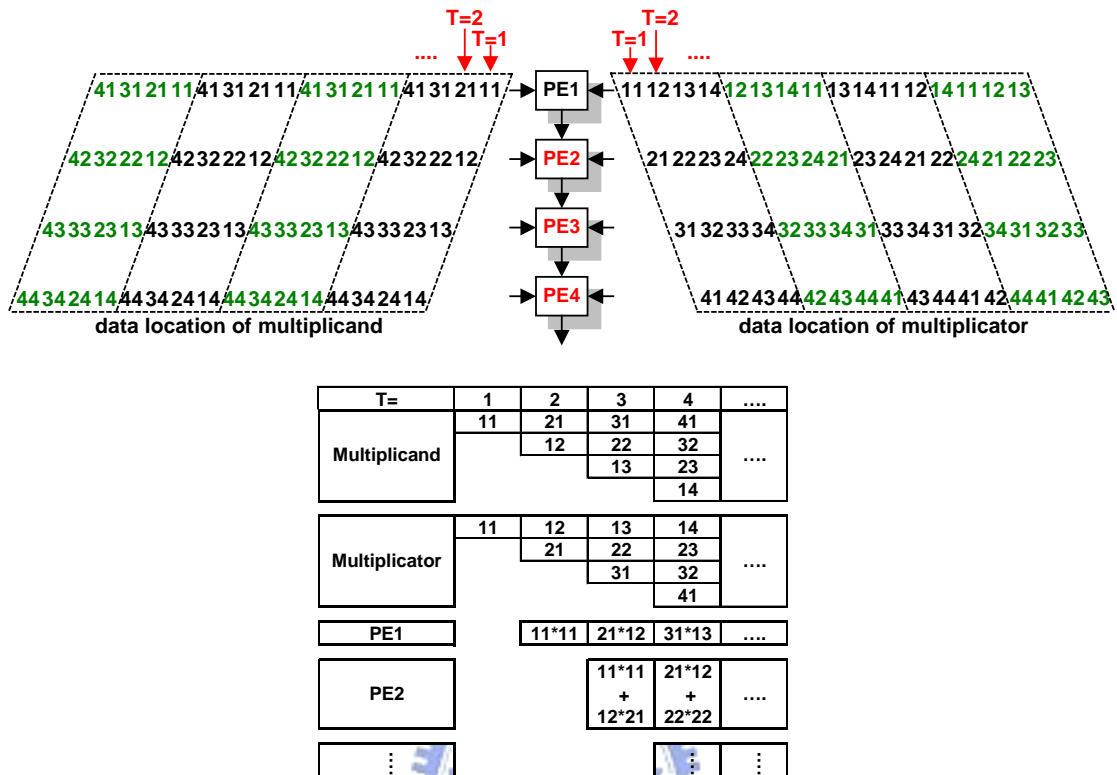 T=2
T=1
....
T=2
T=1
....
41 31 21 11 41 31 21 11 41 31 21 11 41 31 21 11
PE1
11 12 13 14 12 13 14 11 13 14 11 12 14 11 12 13
42 32 22 12 42 32 22 12 42 32 22 12 42 32 22 12
PE2
21 22 23 24 22 23 24 21 23 24 21 22 24 21 22 23
43 33 23 13 43 33 23 13 43 33 23 13 43 33 23 13
PE3
31 32 33 34 32 33 34 31 33 34 31 32 34 31 32 33
44 34 24 14 44 34 24 14 44 34 24 14 44 34 24 14
PE4
41 42 43 44 42 43 44 41 43 44 41 42 44 41 42 43
data location of multiplicand
data location of multiplicator
T= 1 2 3 4 ....
Multiplicand
11 21 31 41
12 22 32
13 23
14
....
Multiplicator
11 12 13 14
21 22 23
31 32
41
....
PE1 11*11 21*12 31*13 ....
PE2
11*11 21*12
+ +
12*21 22*22
....